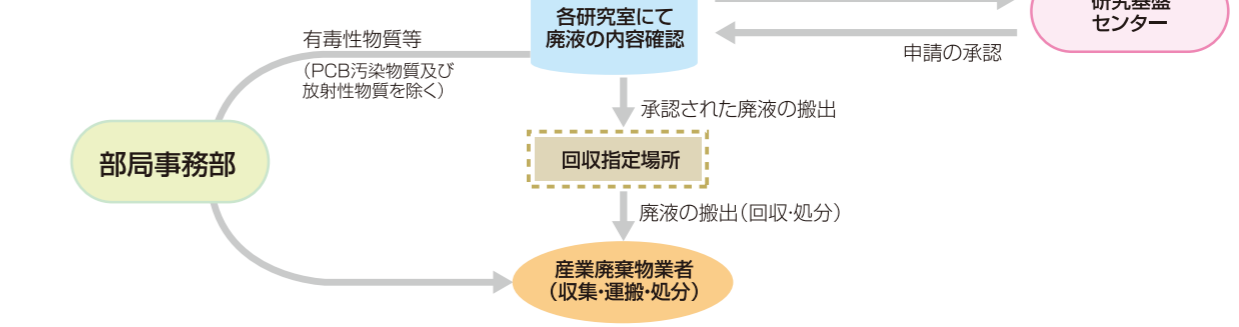 各研究室にて
廃液の内容確認
研究基盤
センター
申請の承認
有毒性物質等
（PCB汚染物質及び
放射性物質を除く）
承認された廃液の搬出
部局事務部
回収指定場所
廃液の搬出（回収・処分）
産業廃棄物業者
（収集・運搬・処分）